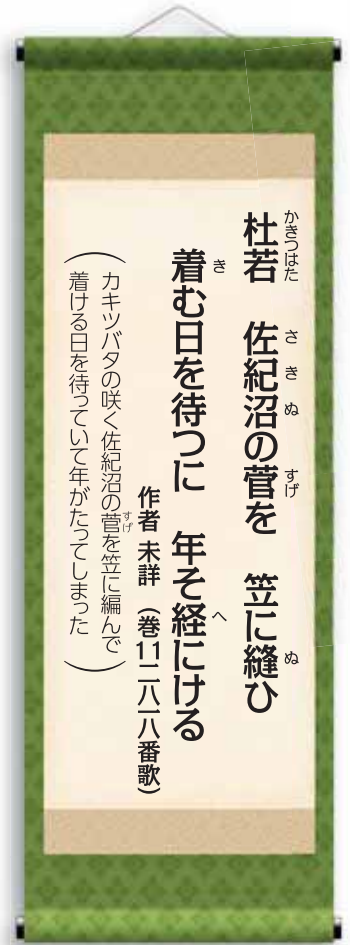 杜若　佐紀沼の菅を　笠に縫ひ
着む日を待つに　年そ経にける
作者 未詳 （巻11二八一八番歌）
（カキツバタの咲く佐紀沼の菅を笠に編んで
着ける日を待っていて年がたってしまった）